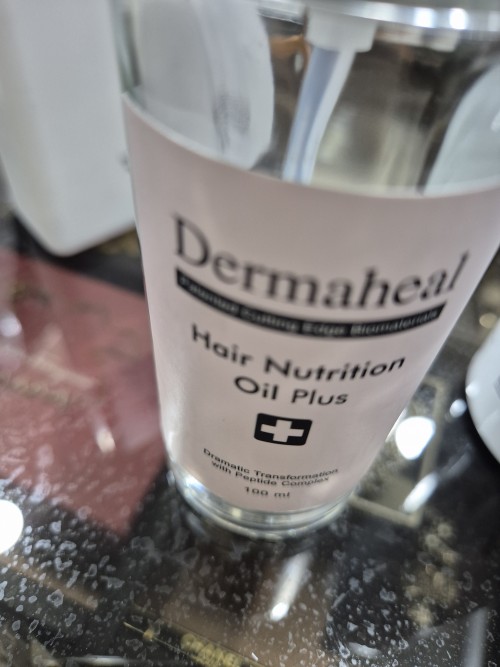 Dermaheal
Patented Cutting Edge Biomaterials
Hair Nutrition
Oil Plus
Dramatic Transformation
with Peptide Complex
100 ml